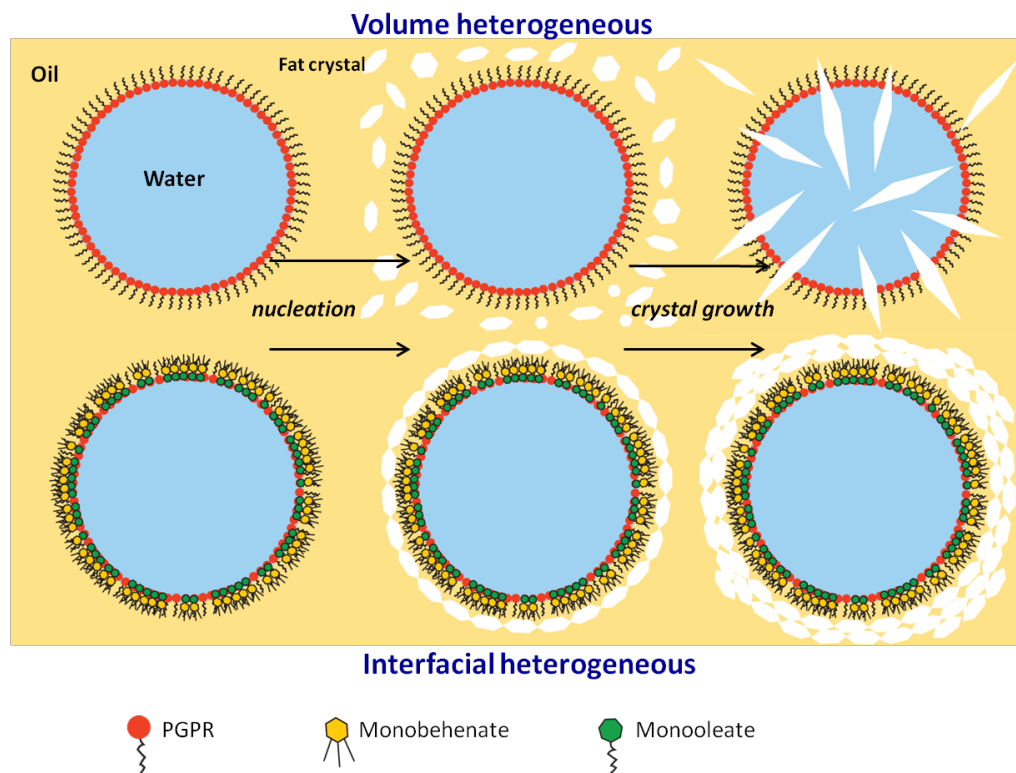 Volume heterogeneous
Oil
Fat crystal
Water
nucleation
crystal growth
Interfacial heterogeneous
PGPR
Monobehenate
Monooleate